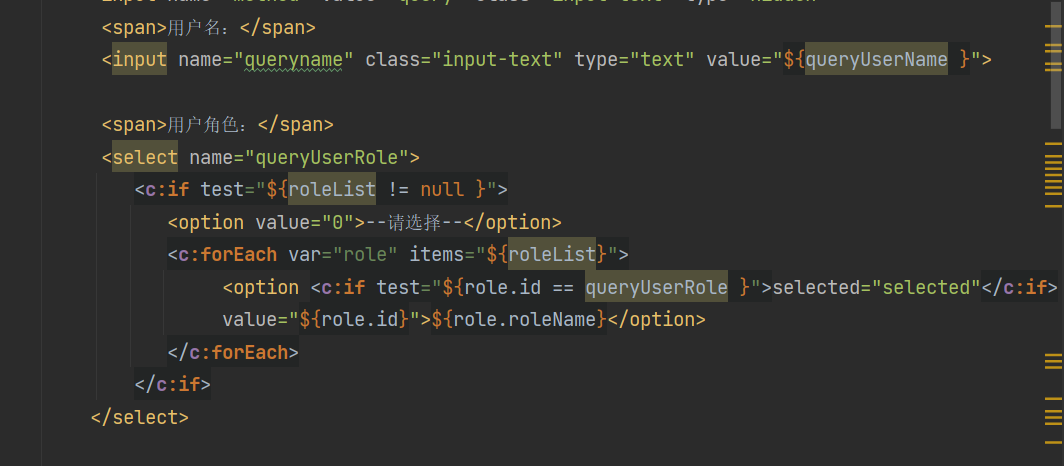 <span>用户名：</span>
<input name="queryname" class="input-text" type="text" value="${queryUserName }">
<span>用户角色：</span>
<select name="queryUserRole">
<c:if test="${roleList != null }">
<option value="0">--请选择--</option>
<c:forEach var="role" items="${roleList}">
<option <c:if test="${role.id == queryUserRole }">selected="selected"</c:if>
value="${role.id}">${role.roleName}</option>
</c:forEach>
</c:if>
</select>